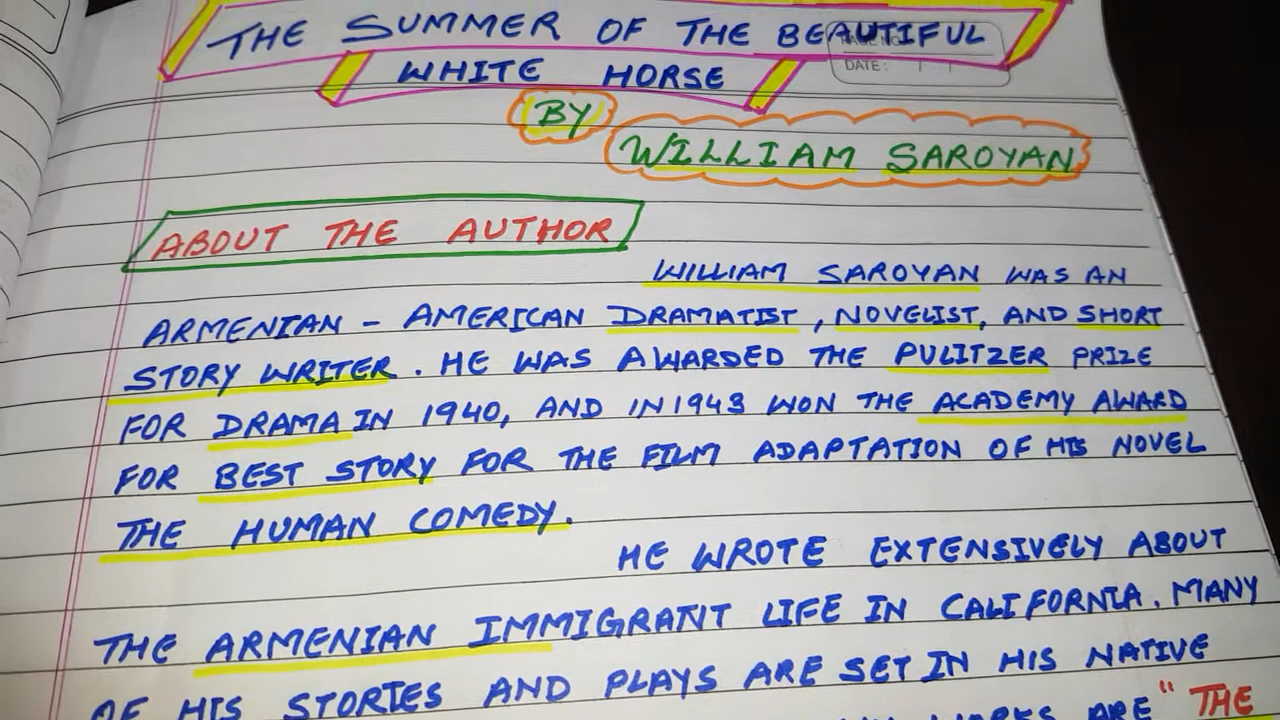 THE SUMMER OF THE BEAUTIFUL
WHITE HORSE
DATE:
BY
WILLIAM SAROYAN
ABOUT THE AUTHOR
WILLIAM SAROYAN WAS AN
ARMENIAN - AMERICAN DRAMATIST, NOVELIST, AND SHORT
STORY WRITER. HE WAS AWARDED THE PULITZER PRIZE
FOR DRAMA IN 1940, AND IN 1943 WON THE ACADEMY AWARD
FOR BEST STORY FOR THE FILM ADAPTATION OF HIS NOVEL
THE HUMAN COMEDY.
HE WROTE EXTENSIVELY ABOUT
THE ARMENIAN IMMIGRANT LIFE IN CALIFORNIA. MANY
OF HIS STORIES AND PLAYS ARE SET IN HIS NATIVE
ARE "THE